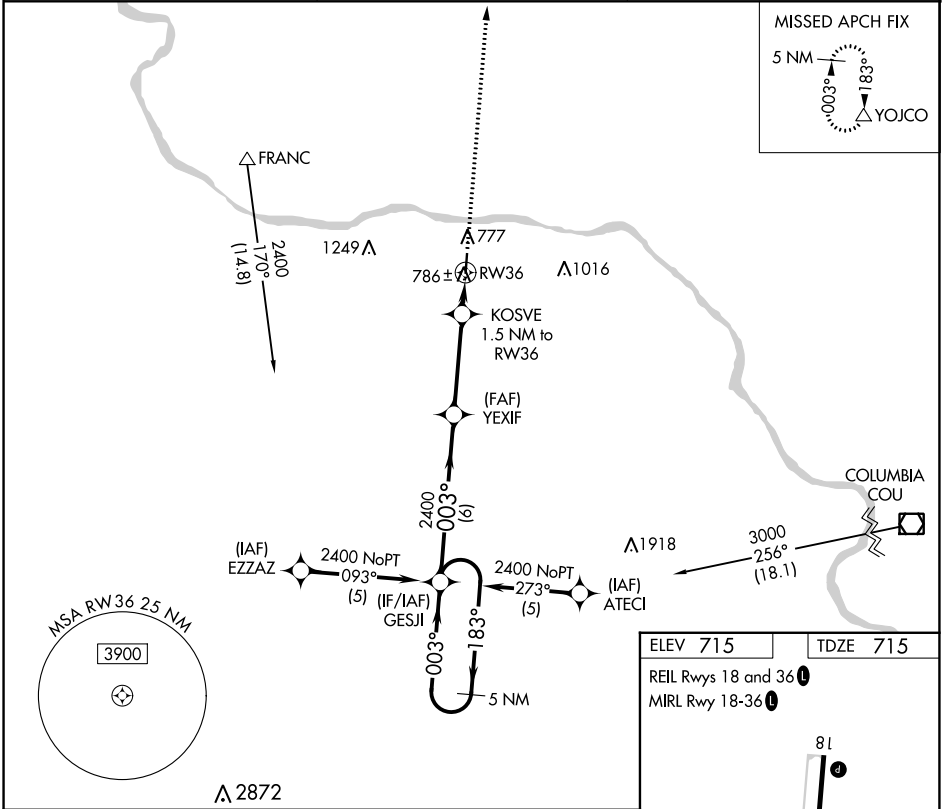 MISSED APCH FIX
5 NM
003°
183°
YOJCO
FRANC
2400
170°
(14.8)
1249
777
786±
RW36
1016
KOSVE
1.5 NM to
RW36
(FAF)
YEXIF
2400
003°
(6)
COLUMBIA
COU
3000
256°
(18.1)
1918
(IAF)
EZZAZ
2400 NoPT
093°
(5)
(IF/IAF)
GESJI
2400 NoPT
273°
(5)
(IAF)
ATECI
003°
183°
5 NM
MSA RW36 25 NM
3900
2872
ELEV 715
TDZE 715
REIL Rwys 18 and 36 L
MIRL Rwy 18-36 L
18
P